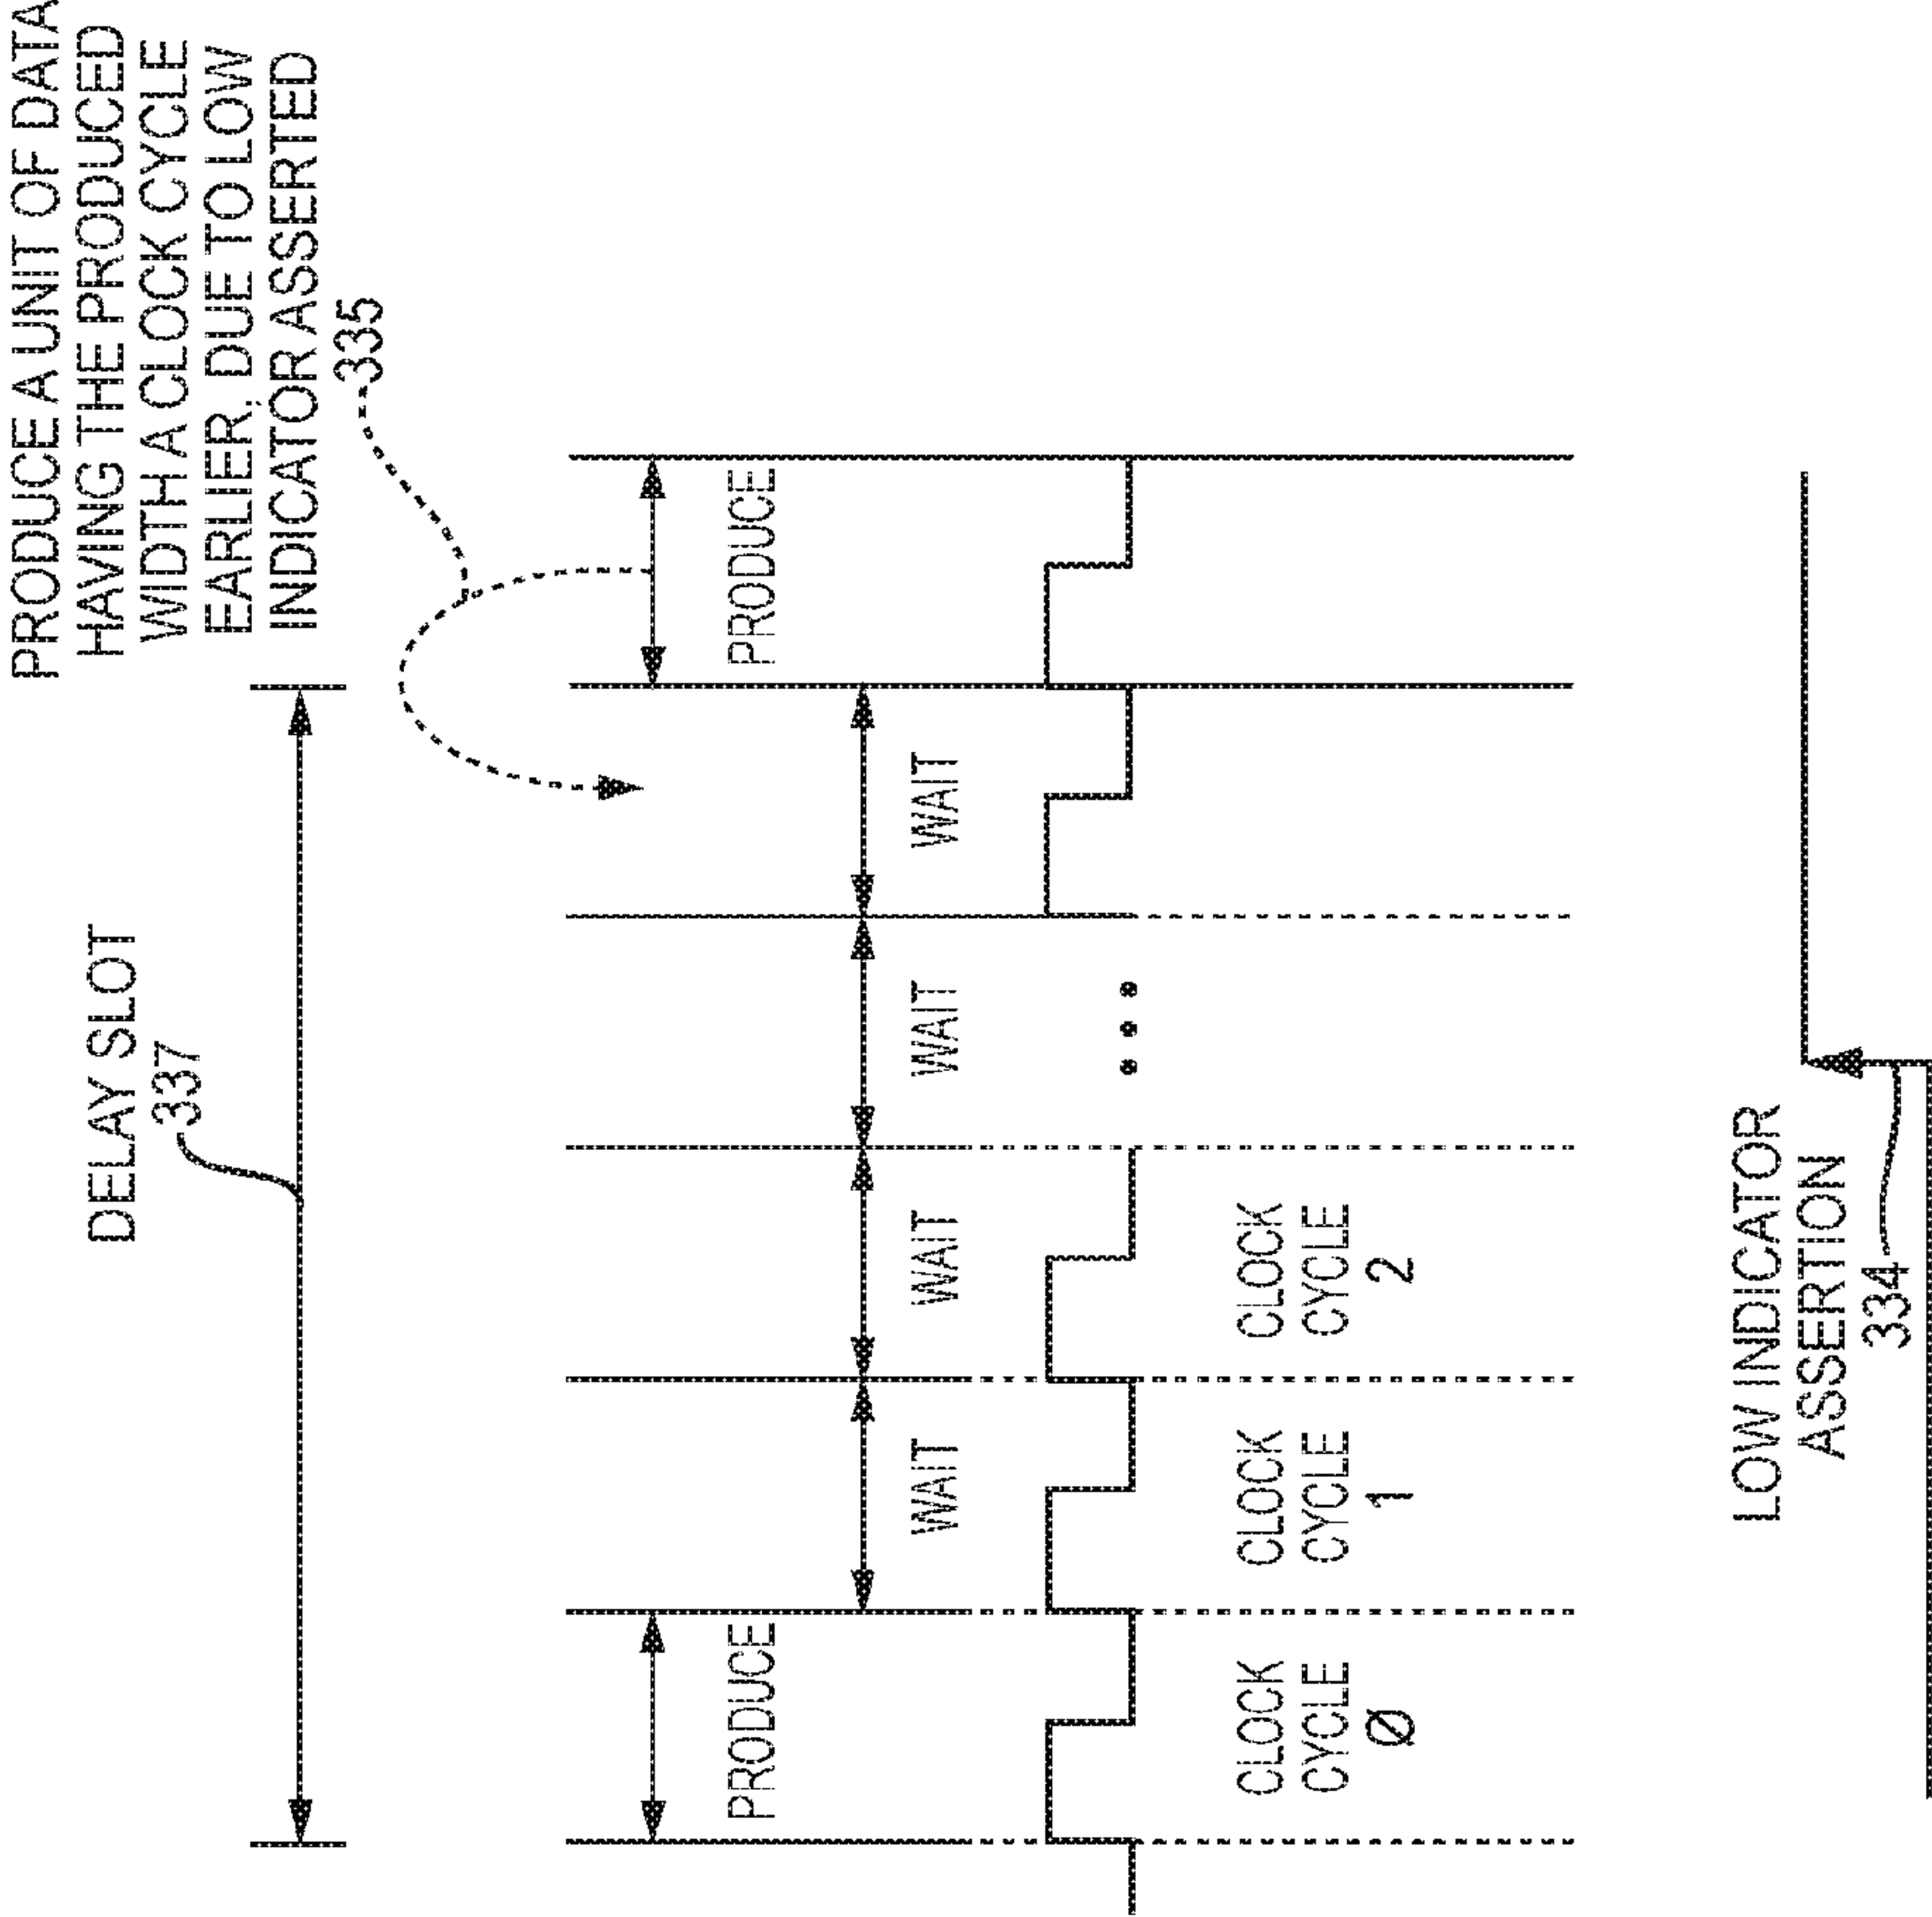 DELAY SLOT
337
PRODUCE A UNIT OF DATA
HAVING THE PRODUCED
WIDTH A CLOCK CYCLE
EARLIER, DUE TO LOW
INDICATOR ASSERTED
335
PRODUCE
PRODUCE
WAIT
WAIT
WAIT
WAIT
CLOCK
CYCLE
Ø
CLOCK
CYCLE
1
CLOCK
CYCLE
2
LOW INDICATOR
ASSERTION
334